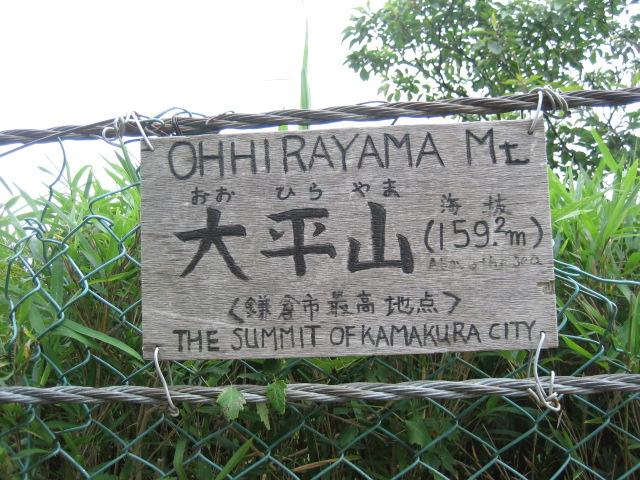 OHHIRAYAMA Mt
おお ひら やま
海抜
大平山 (159.2m)
Above the sea
<鎌倉市最高地点>
THE SUMMIT OF KAMAKURA CITY